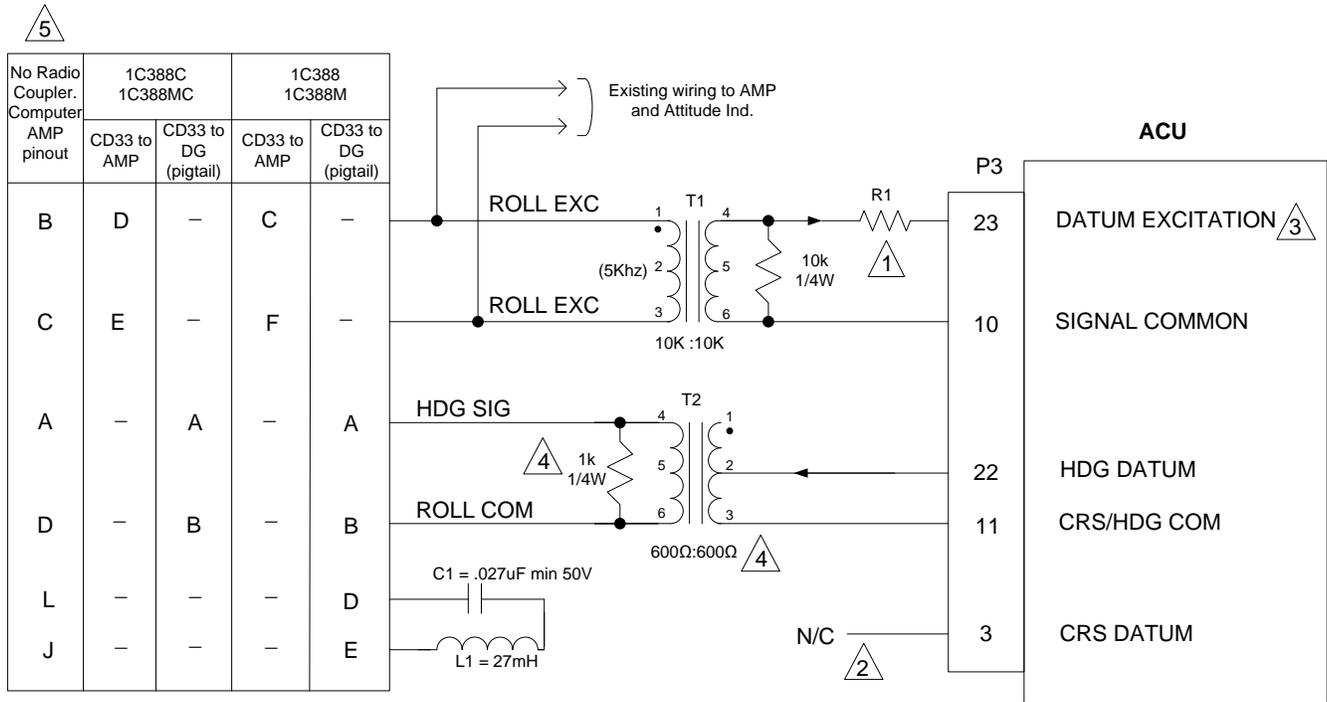 5
No Radio
Coupler.
Computer
AMP
pinout
1C388C
1C388MC
1C388
1C388M
CD33 to
AMP
CD33 to
DG
(pigtail)
CD33 to
AMP
CD33 to
DG
(pigtail)
B D – C –
C E – F –
A – A – A
D – B – B
L – – – D
J – – – E
Existing wiring to AMP
and Attitude Ind.
ROLL EXC
ROLL EXC
T1
1
2
3
4
5
6
(5Khz)
10K :10K
10k
1/4W
R1
1
HDG SIG
ROLL COM
4
1k
1/4W
T2
4
5
6
1
2
3
600Ω:600Ω
4
C1 = .027uF min 50V
L1 = 27mH
N/C
2
ACU
P3
23 DATUM EXCITATION 3
10 SIGNAL COMMON
22 HDG DATUM
11 CRS/HDG COM
3 CRS DATUM